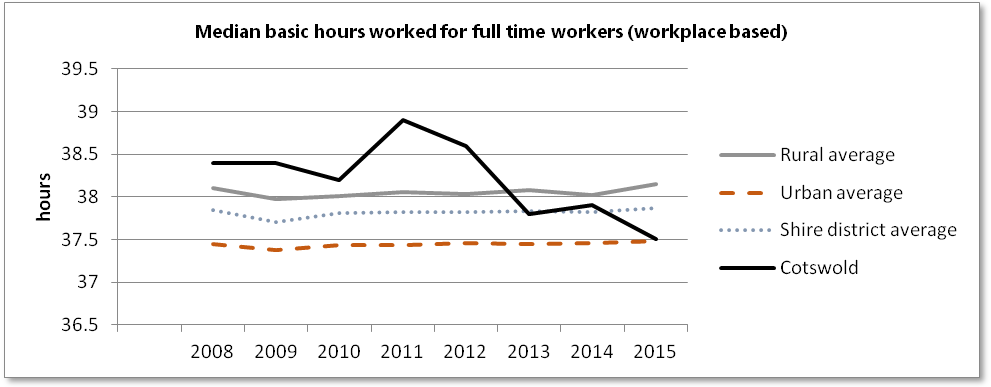 Median basic hours worked for full time workers (workplace based)
hours
39.5
39
38.5
38
37.5
37
36.5
2008 2009 2010 2011 2012 2013 2014 2015
Rural average
Urban average
Shire district average
Cotswold